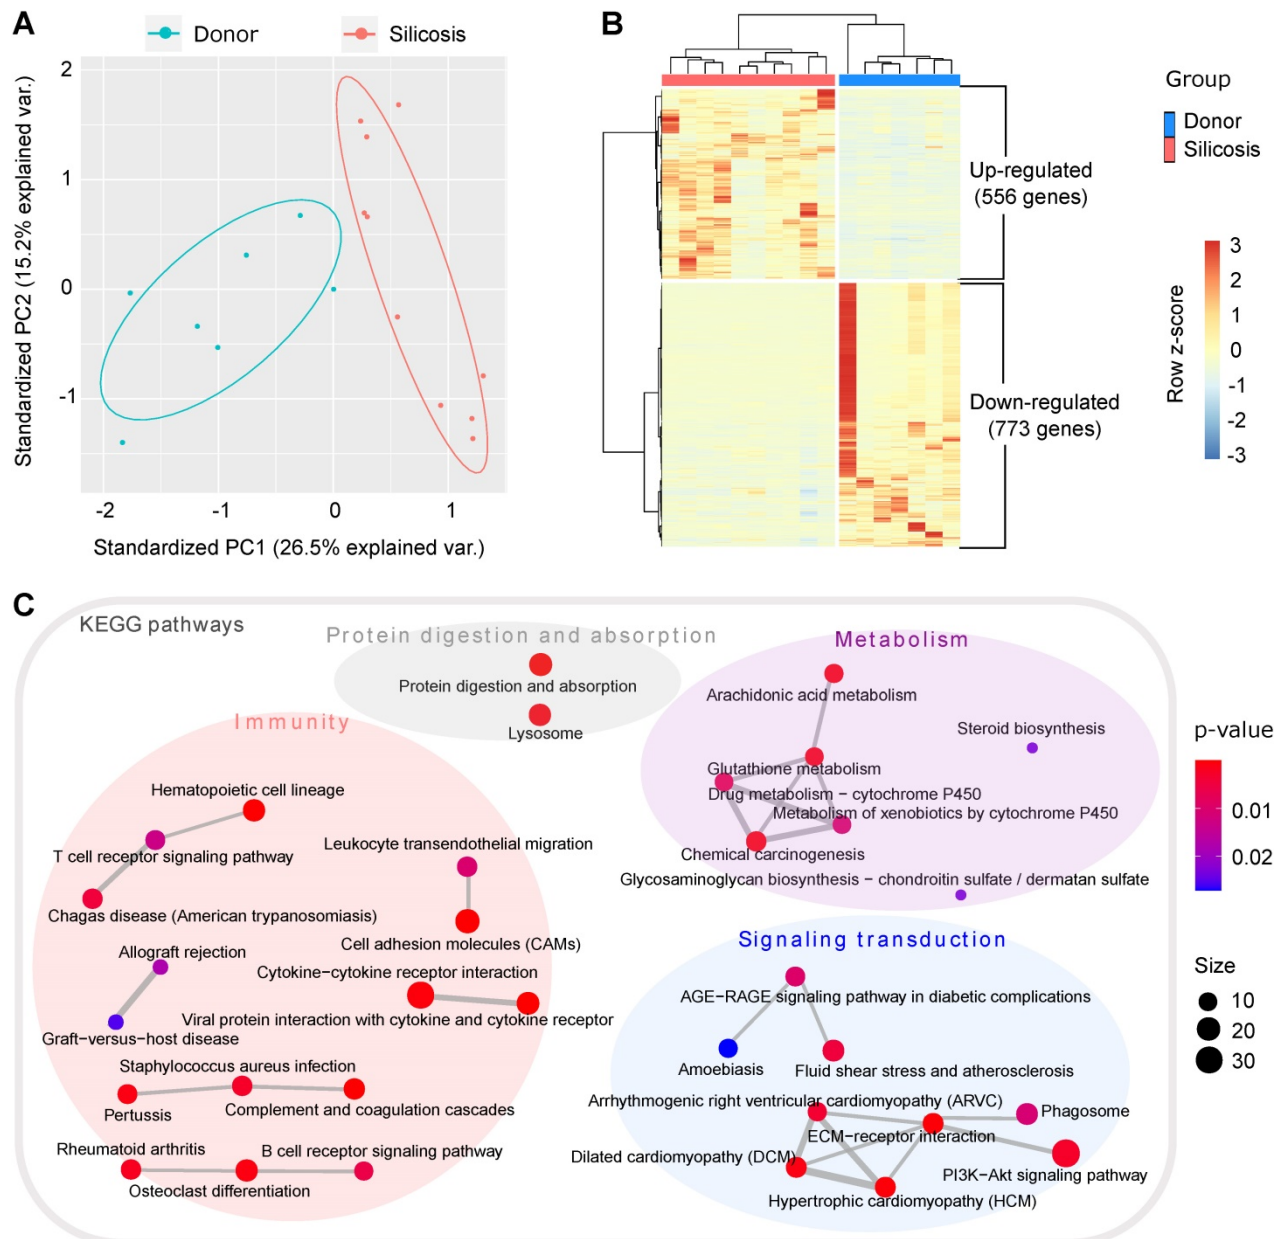 A
Donor
Silicosis
Standardized PC2 (15.2% explained var.)
2
1
0
-1
-2
-1
0
1
Standardized PC1 (26.5% explained var.)
B
Up-regulated
(556 genes)
Down-regulated
(773 genes)
Group
Donor
Silicosis
Row z-score
3
2
1
0
-1
-2
-3
C
KEGG pathways
Protein digestion and absorption
Protein digestion and absorption
Lysosome
Immunity
Hematopoietic cell lineage
T cell receptor signaling pathway
Chagas disease (American trypanosomiasis)
Leukocyte transendothelial migration
Cell adhesion molecules (CAMs)
Allograft rejection
Graft−versus−host disease
Cytokine−cytokine receptor interaction
Viral protein interaction with cytokine and cytokine receptor
Staphylococcus aureus infection
Pertussis
Complement and coagulation cascades
Rheumatoid arthritis
B cell receptor signaling pathway
Osteoclast differentiation
Metabolism
Arachidonic acid metabolism
Steroid biosynthesis
Glutathione metabolism
Drug metabolism − cytochrome P450
Metabolism of xenobiotics by cytochrome P450
Chemical carcinogenesis
Glycosaminoglycan biosynthesis − chondroitin sulfate / dermatan sulfate
Signaling transduction
AGE−RAGE signaling pathway in diabetic complications
Amoebiasis
Fluid shear stress and atherosclerosis
Arrhythmogenic right ventricular cardiomyopathy (ARVC)
Phagosome
ECM−receptor interaction
Dilated cardiomyopathy (DCM)
PI3K−Akt signaling pathway
Hypertrophic cardiomyopathy (HCM)
p-value
0.01
0.02
Size
10
20
30